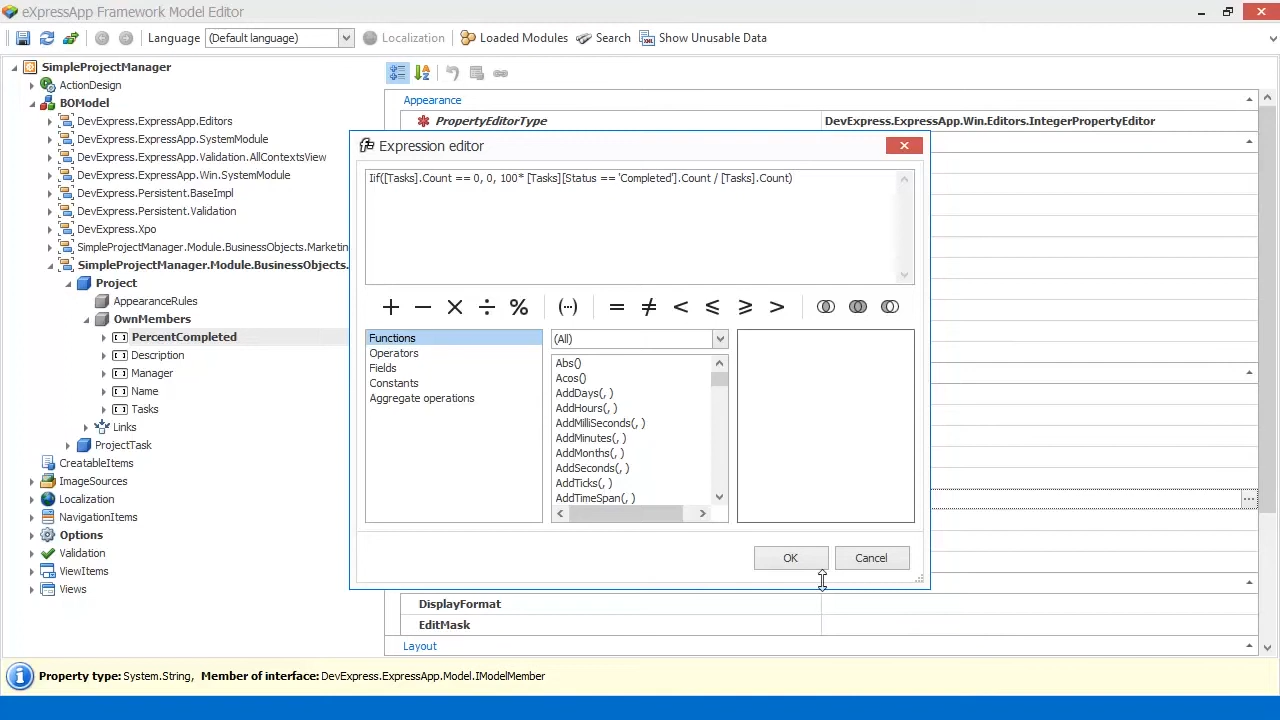 eXpressApp Framework Model Editor
Language (Default language) Localization Loaded Modules Search Show Unusable Data
SimpleProjectManager
ActionDesign
BOModel
DevExpress.ExpressApp.Editors
DevExpress.ExpressApp.SystemModule
DevExpress.ExpressApp.Validation.AllContextsView
DevExpress.ExpressApp.Win.SystemModule
DevExpress.Persistent.BaseImpl
DevExpress.Persistent.Validation
DevExpress.Xpo
SimpleProjectManager.Module.BusinessObjects.Marketin
SimpleProjectManager.Module.BusinessObjects.
Project
AppearanceRules
OwnMembers
PercentCompleted
Description
Manager
Name
Tasks
Links
ProjectTask
CreatableItems
ImageSources
Localization
NavigationItems
Options
Validation
ViewItems
Views
Appearance
PropertyEditorType DevExpress.ExpressApp.Win.Editors.IntegerPropertyEditor
Expression editor
Iif([Tasks].Count == 0, 0, 100* [Tasks][Status == 'Completed'].Count / [Tasks].Count)
+ − × ÷ % (··) = ≠ < ≤ ≥ >
Functions
Operators
Fields
Constants
Aggregate operations
(All)
Abs()
Acos()
AddDays(, )
AddHours(, )
AddMilliSeconds(, )
AddMinutes(, )
AddMonths(, )
AddSeconds(, )
AddTicks(, )
AddTimeSpan(, )
OK Cancel
DisplayFormat
EditMask
Layout
Property type: System.String, Member of interface: DevExpress.ExpressApp.Model.IModelMember